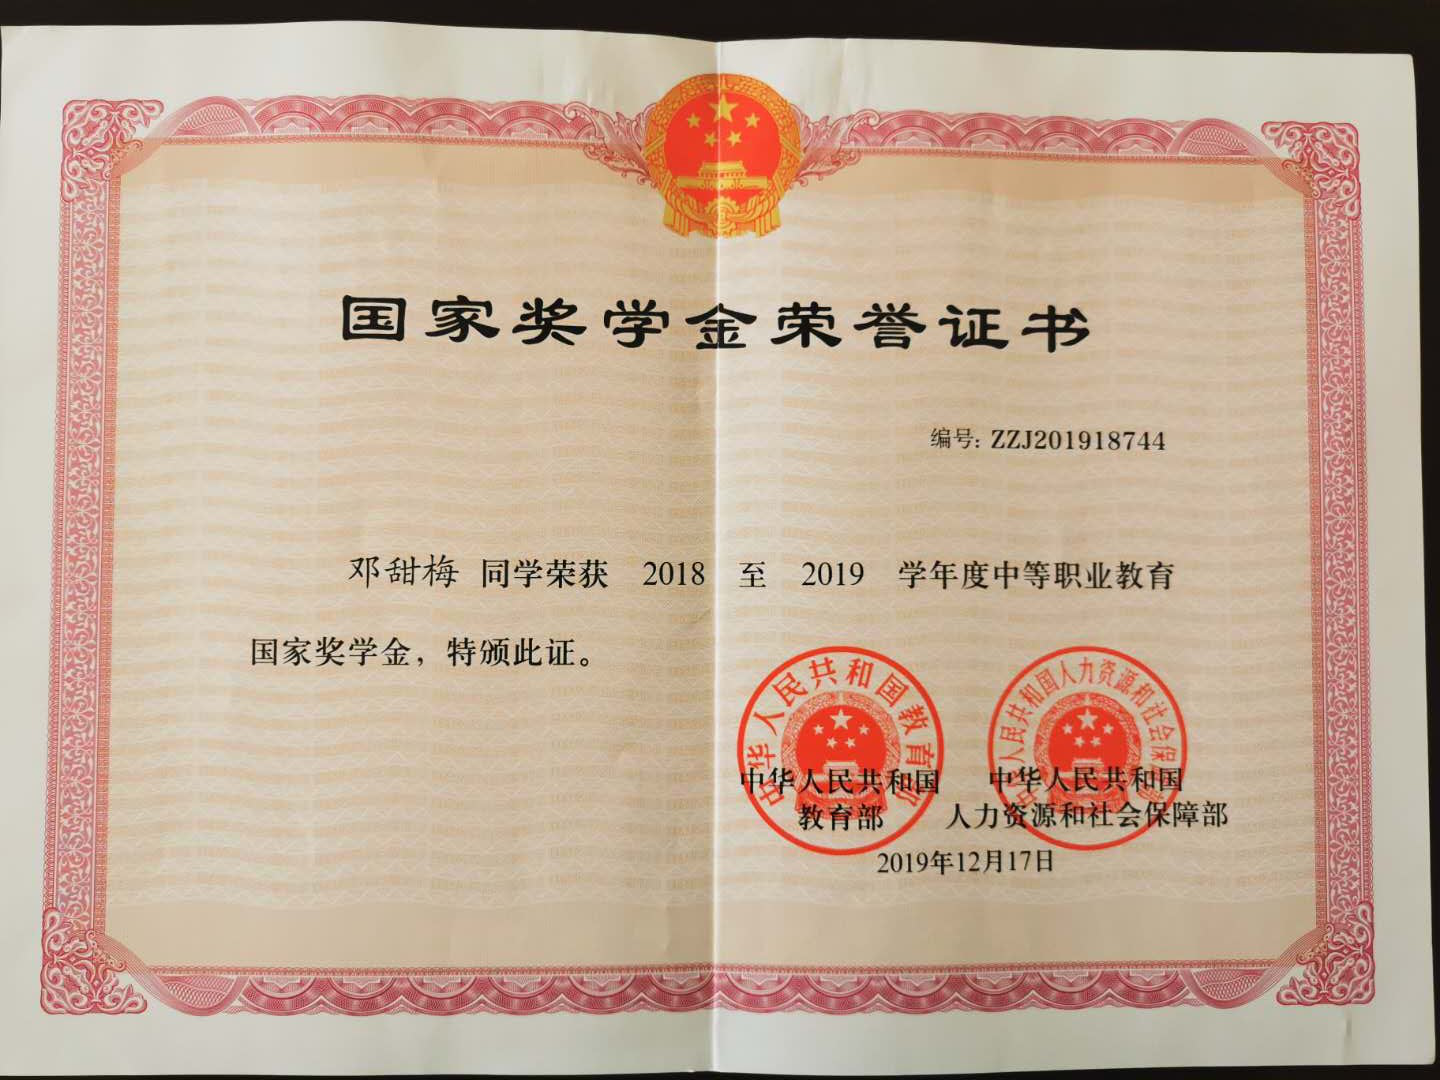 国家奖学金荣誉证书
编号: ZZJ201918744
邓甜梅 同学荣获 2018 至 2019 学年度中等职业教育
国家奖学金，特颁此证。
中华人民共和国教育部
中华人民共和国人力资源和社会保
中华人民共和国 中华人民共和国
教育部 人力资源和社会保障部
2019年12月17日